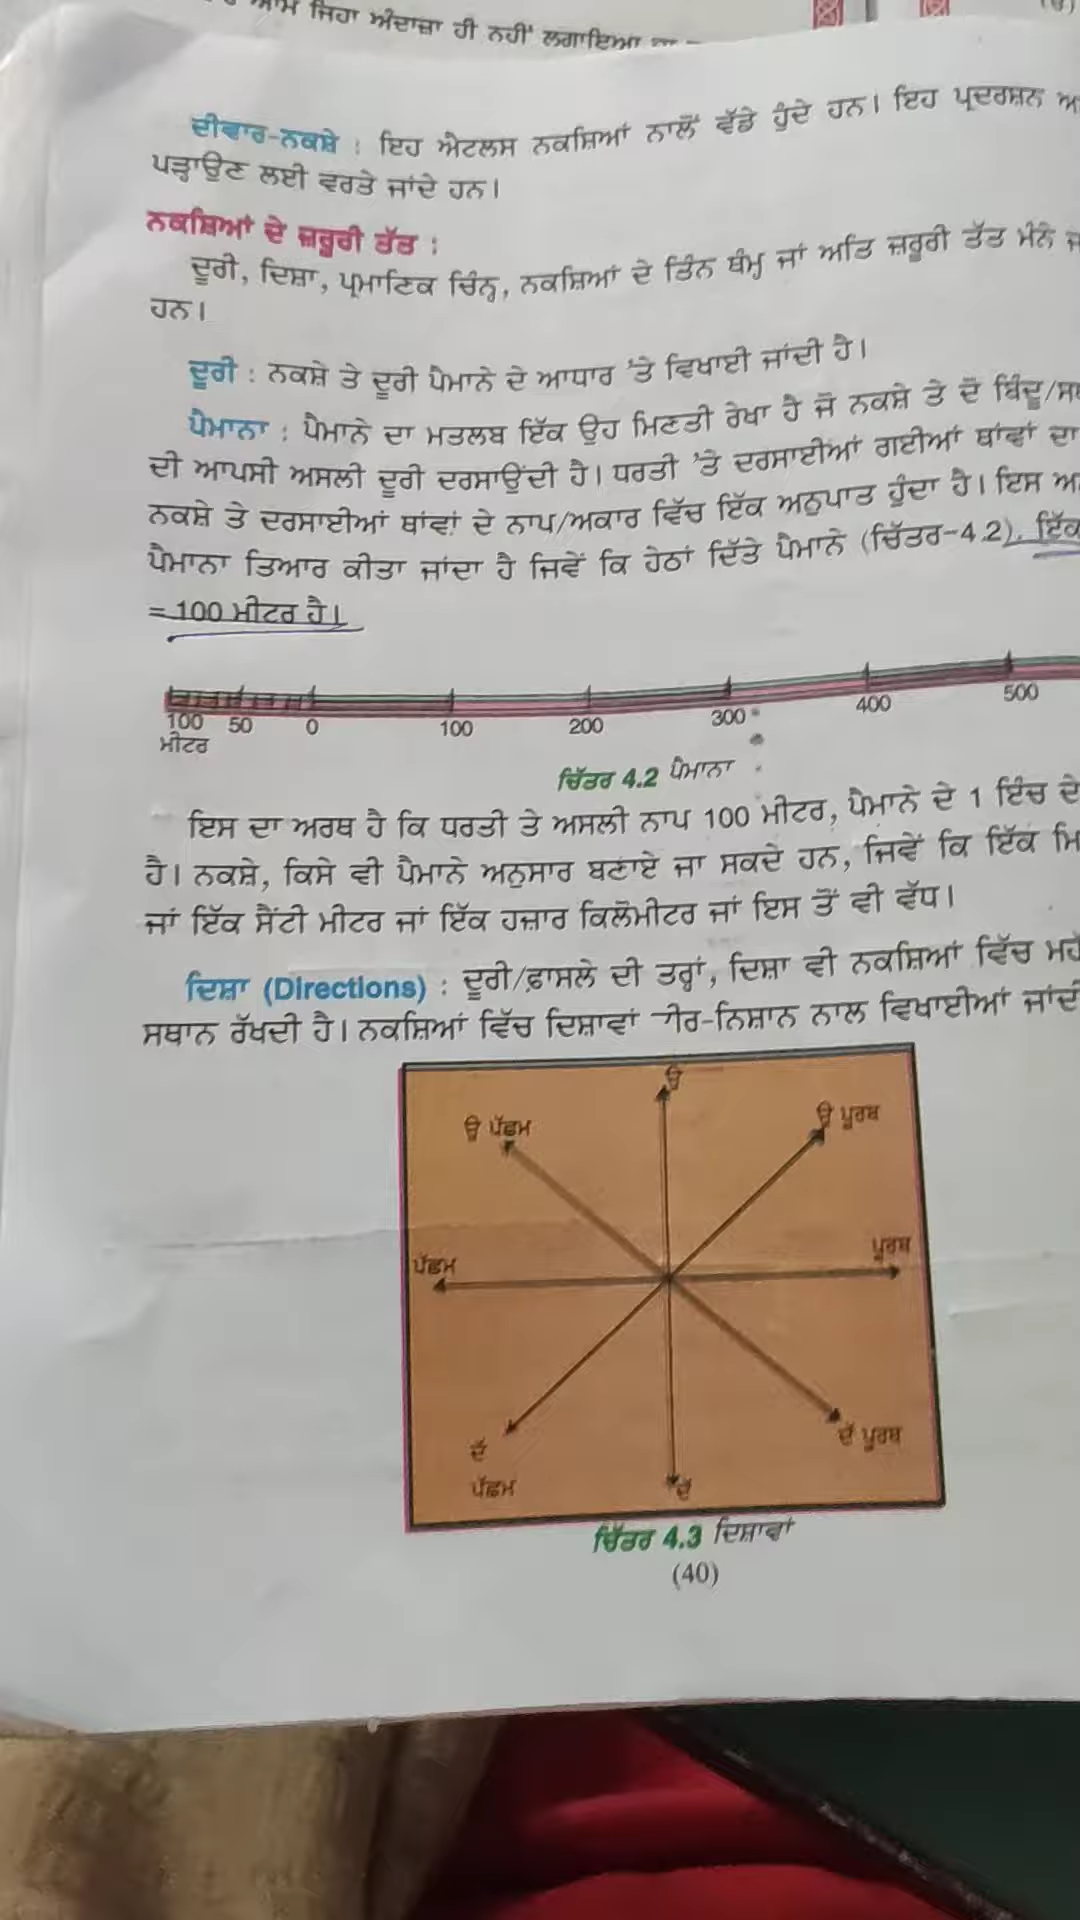 ਜਿਹਾ ਅੰਦਾਜ਼ਾ ਹੀ ਨਹੀਂ ਲਗਾਇਆ
ਦੀਵਾਰ-ਨਕਸ਼ੇ : ਇਹ ਐਟਲਸ ਨਕਸ਼ਿਆਂ ਨਾਲੋਂ ਵੱਡੇ ਹੁੰਦੇ ਹਨ। ਇਹ ਪ੍ਰਦਰਸ਼ਨ
ਪੜ੍ਹਾਉਣ ਲਈ ਵਰਤੇ ਜਾਂਦੇ ਹਨ।
ਨਕਸ਼ਿਆਂ ਦੇ ਜ਼ਰੂਰੀ ਤੱਤ :
ਦੂਰੀ, ਦਿਸ਼ਾ, ਪ੍ਰਮਾਣਿਕ ਚਿੰਨ੍ਹ, ਨਕਸ਼ਿਆਂ ਦੇ ਤਿੰਨ ਥੰਮ੍ਹ ਜਾਂ ਅਤਿ ਜ਼ਰੂਰੀ ਤੱਤ ਮੰਨੇ
ਹਨ।
ਦੂਰੀ : ਨਕਸ਼ੇ ਤੇ ਦੂਰੀ ਪੈਮਾਨੇ ਦੇ ਆਧਾਰ 'ਤੇ ਵਿਖਾਈ ਜਾਂਦੀ ਹੈ।
ਪੈਮਾਨਾ : ਪੈਮਾਨੇ ਦਾ ਮਤਲਬ ਇੱਕ ਉਹ ਮਿਣਤੀ ਰੇਖਾ ਹੈ ਜੋ ਨਕਸ਼ੇ ਤੇ ਦੋ ਬਿੰਦੂ/
ਦੀ ਆਪਸੀ ਅਸਲੀ ਦੂਰੀ ਦਰਸਾਉਂਦੀ ਹੈ। ਧਰਤੀ 'ਤੇ ਦਰਸਾਈਆਂ ਗਈਆਂ ਥਾਂਵਾਂ ਦਾ
ਨਕਸ਼ੇ ਤੇ ਦਰਸਾਈਆਂ ਥਾਂਵਾਂ ਦੇ ਨਾਪ/ਅਕਾਰ ਵਿੱਚ ਇੱਕ ਅਨੁਪਾਤ ਹੁੰਦਾ ਹੈ। ਇਸ
ਪੈਮਾਨਾ ਤਿਆਰ ਕੀਤਾ ਜਾਂਦਾ ਹੈ ਜਿਵੇਂ ਕਿ ਹੇਠਾਂ ਦਿੱਤੇ ਪੈਮਾਨੇ (ਚਿੱਤਰ-4.2). ਇੱਕ
= 100 ਮੀਟਰ ਹੈ।
100 50 0 100 200 300 400 500
ਮੀਟਰ
ਚਿੱਤਰ 4.2 ਪੈਮਾਨਾ
ਇਸ ਦਾ ਅਰਥ ਹੈ ਕਿ ਧਰਤੀ ਤੇ ਅਸਲੀ ਨਾਪ 100 ਮੀਟਰ, ਪੈਮਾਨੇ ਦੇ 1 ਇੰਚ ਦੇ
ਹੈ। ਨਕਸ਼ੇ, ਕਿਸੇ ਵੀ ਪੈਮਾਨੇ ਅਨੁਸਾਰ ਬਣਾਏ ਜਾ ਸਕਦੇ ਹਨ, ਜਿਵੇਂ ਕਿ ਇੱਕ
ਜਾਂ ਇੱਕ ਸੈਂਟੀ ਮੀਟਰ ਜਾਂ ਇੱਕ ਹਜ਼ਾਰ ਕਿਲੋਮੀਟਰ ਜਾਂ ਇਸ ਤੋਂ ਵੀ ਵੱਧ।
ਦਿਸ਼ਾ (Directions) : ਦੂਰੀ/ਫ਼ਾਸਲੇ ਦੀ ਤਰ੍ਹਾਂ, ਦਿਸ਼ਾ ਵੀ ਨਕਸ਼ਿਆਂ ਵਿੱਚ
ਸਥਾਨ ਰੱਖਦੀ ਹੈ। ਨਕਸ਼ਿਆਂ ਵਿੱਚ ਦਿਸ਼ਾਵਾਂ ਤੀਰ-ਨਿਸ਼ਾਨ ਨਾਲ ਵਿਖਾਈਆਂ
ਉ
ਉ ਪੱਛਮ
ਉ ਪੂਰਬ
ਪੱਛਮ
ਪੂਰਬ
ਦੱ
ਪੱਛਮ
ਦੱ
ਦੱ ਪੂਰਬ
ਚਿੱਤਰ 4.3 ਦਿਸ਼ਾਵਾਂ
(40)